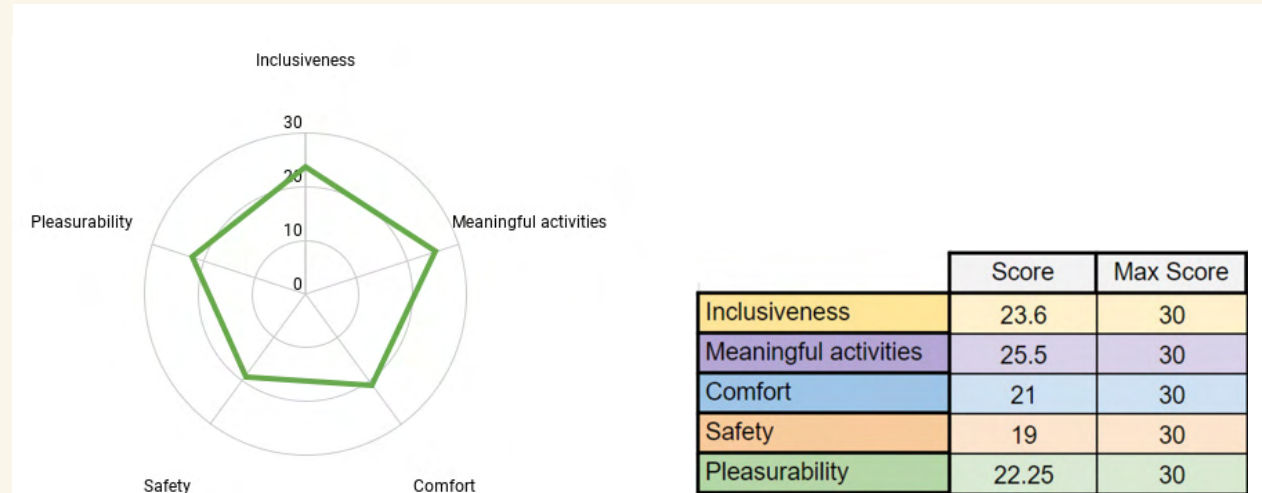 Inclusiveness
30
20
Pleasurability
Meaningful activities
10
0
Safety
Comfort
Score Max Score
Inclusiveness 23.6 30
Meaningful activities 25.5 30
Comfort 21 30
Safety 19 30
Pleasurability 22.25 30